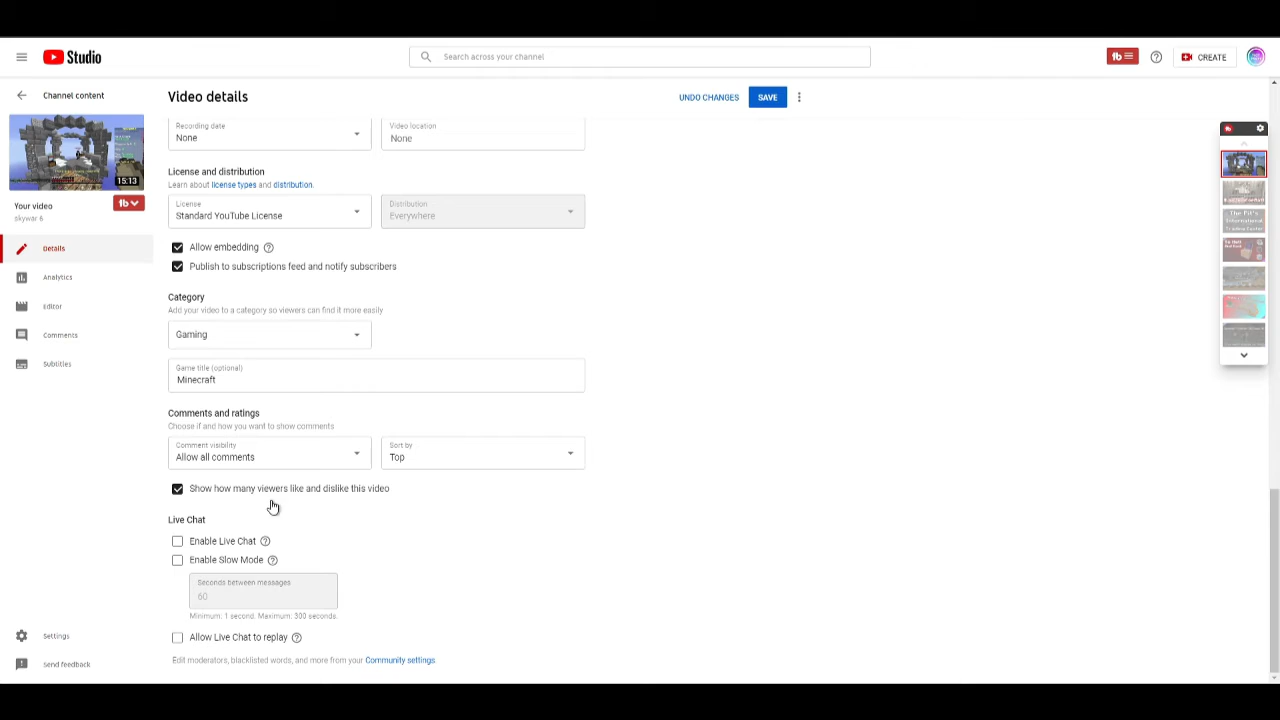 Studio
Search across your channel
CREATE
Channel content
Video details
UNDO CHANGES
SAVE
Recording date
None
Video location
None
License and distribution
Learn about license types and distribution.
15:13
Your video
skywar 6
License
Standard YouTube License
Distribution
Everywhere
Details
Allow embedding
Publish to subscriptions feed and notify subscribers
Analytics
Category
Editor
Add your video to a category so viewers can find it more easily
Comments
Gaming
Subtitles
Game title (optional)
Minecraft
Comments and ratings
Choose if and how you want to show comments
Comment visibility
Allow all comments
Sort by
Top
Show how many viewers like and dislike this video
Live Chat
Enable Live Chat
Enable Slow Mode
Seconds between messages
60
Minimum: 1 second. Maximum: 300 seconds.
Settings
Allow Live Chat to replay
Send feedback
Edit moderators, blacklisted words, and more from your Community settings.
The Pit's
International
Trading Center